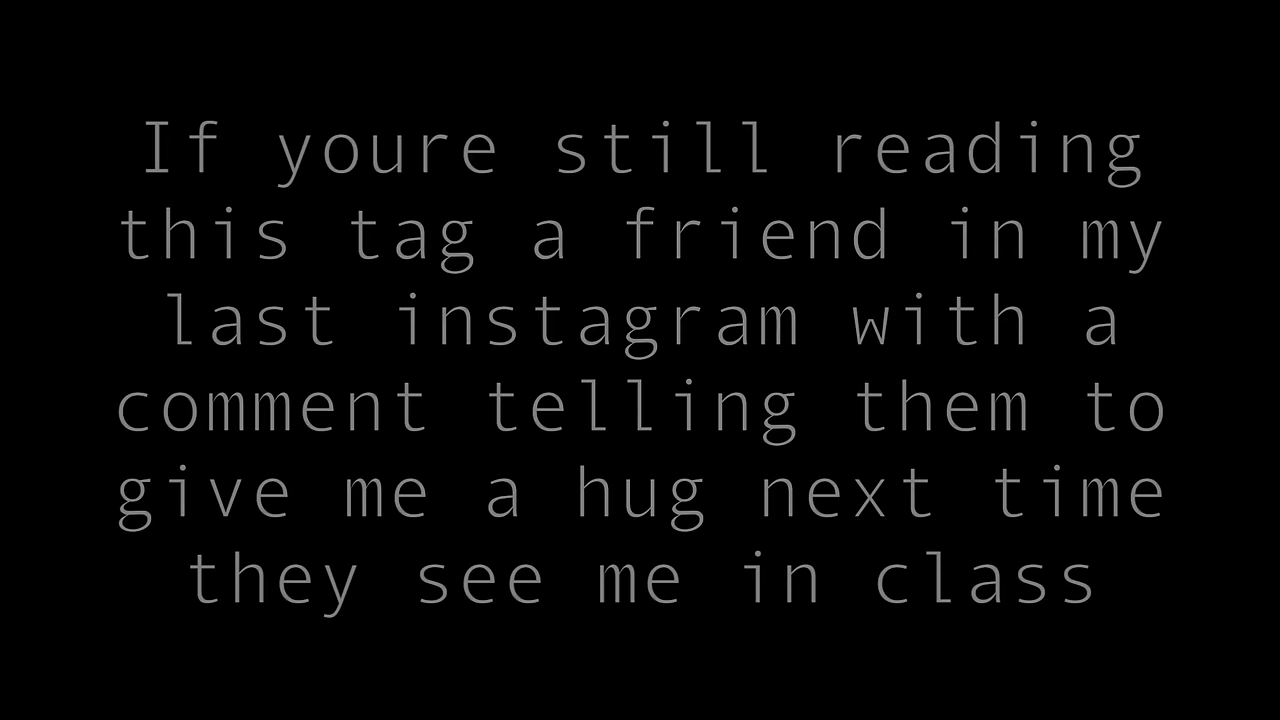 If youre still reading
this tag a friend in my
last instagram with a
comment telling them to
give me a hug next time
they see me in class